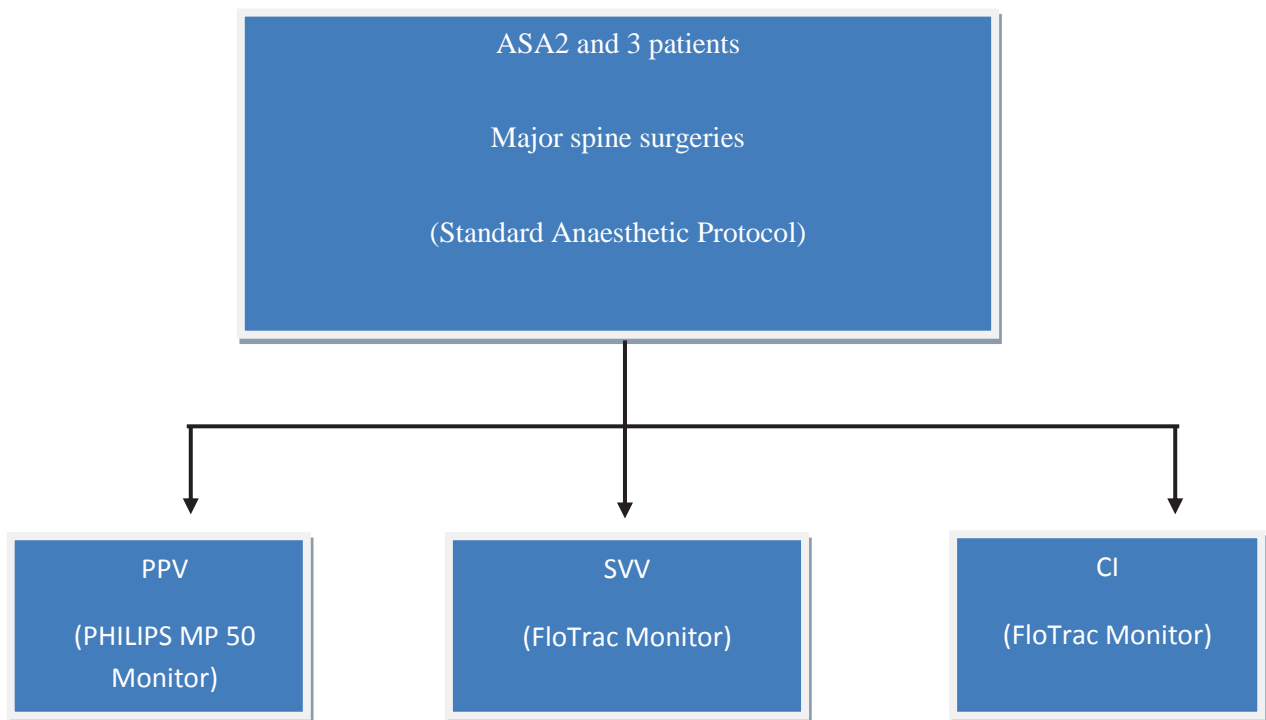 ASA2 and 3 patients
Major spine surgeries
(Standard Anaesthetic Protocol)
PPV
(PHILIPS MP 50
Monitor)
SVV
(FloTrac Monitor)
CI
(FloTrac Monitor)